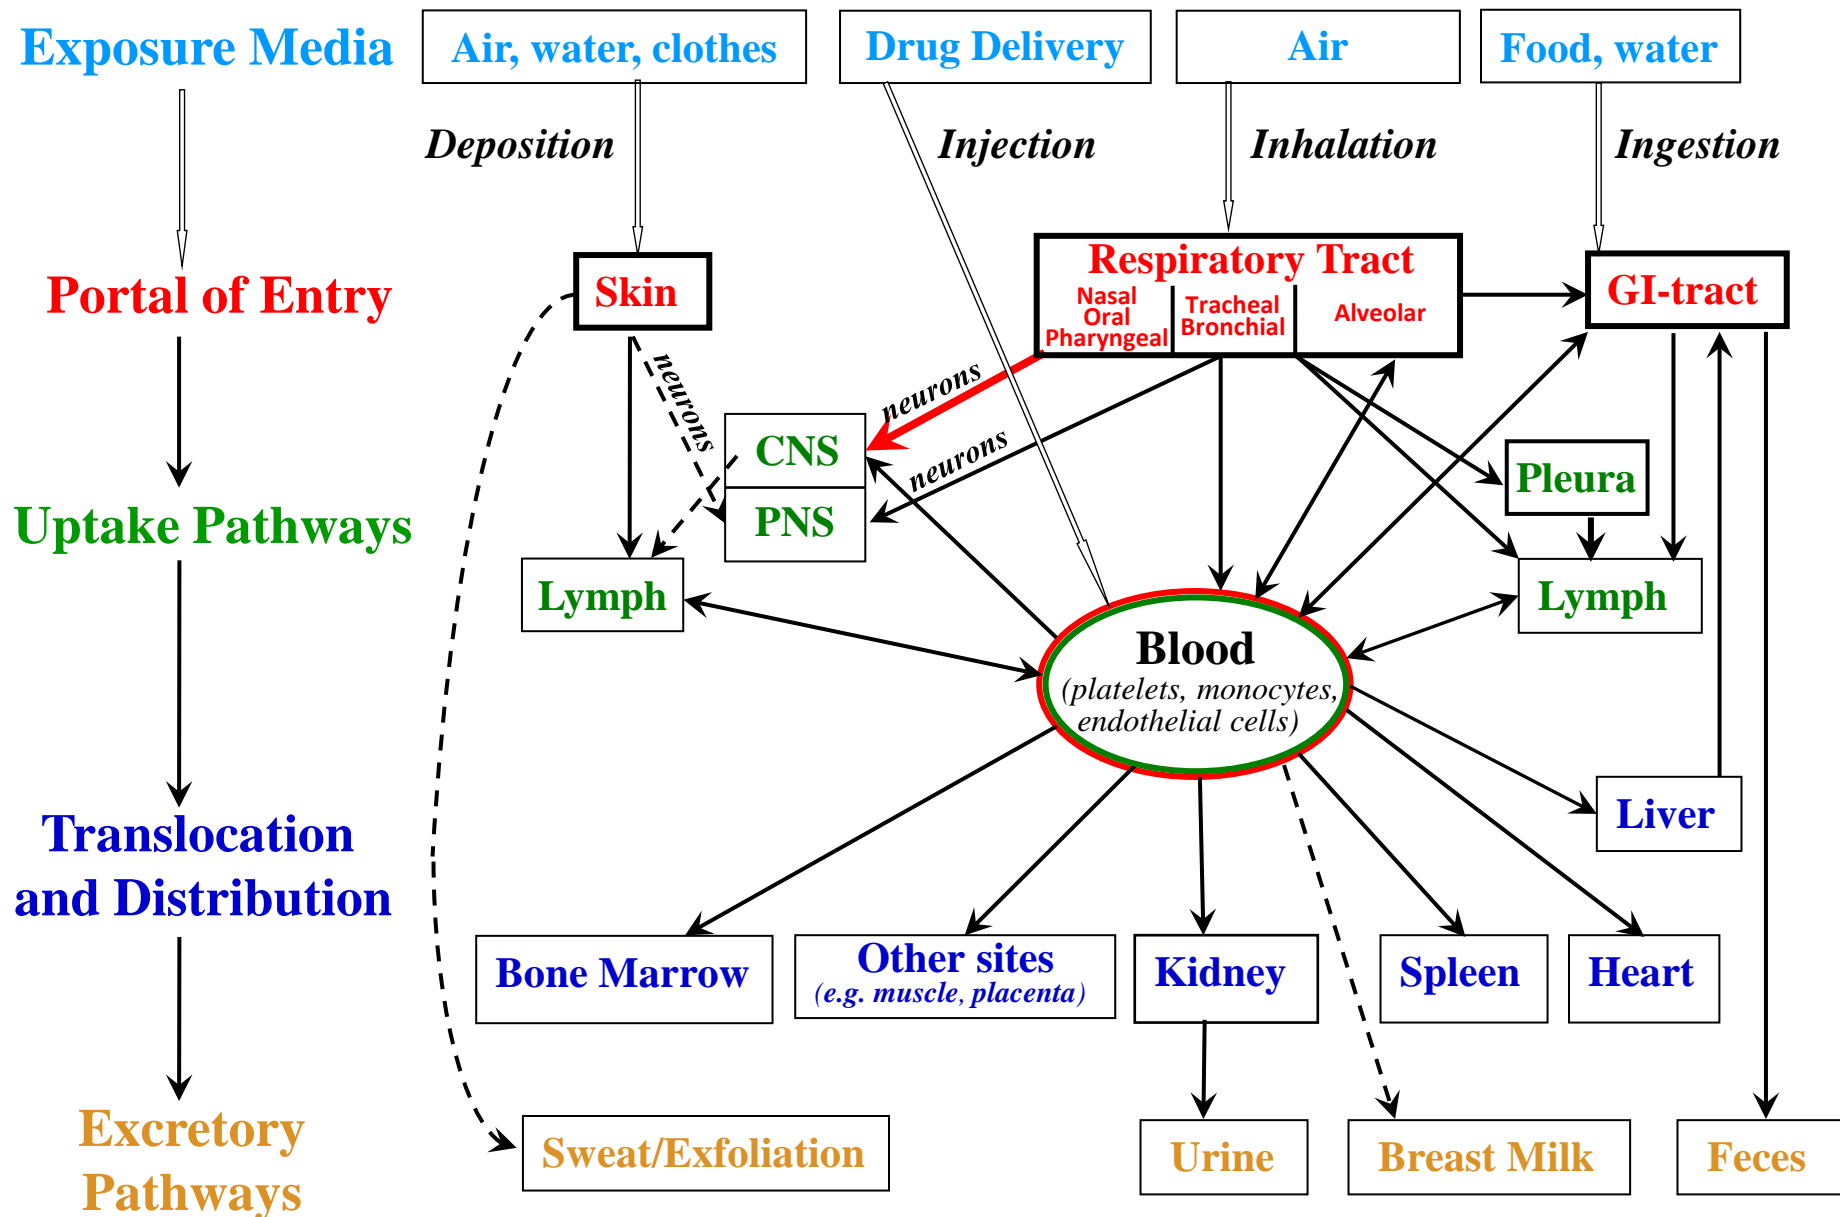 Exposure Media
Air, water, clothes
Drug Delivery
Air
Food, water
Deposition
Injection
Inhalation
Ingestion
Portal of Entry
Skin
Respiratory Tract
Nasal
Oral
Pharyngeal
Tracheal
Bronchial
Alveolar
GI-tract
neurons
neurons
neurons
Uptake Pathways
CNS
PNS
Pleura
Lymph
Lymph
Blood
(platelets, monocytes,
endothelial cells)
Translocation
and Distribution
Liver
Bone Marrow
Other sites
(e.g. muscle, placenta)
Kidney
Spleen
Heart
Excretory
Pathways
Sweat/Exfoliation
Urine
Breast Milk
Feces